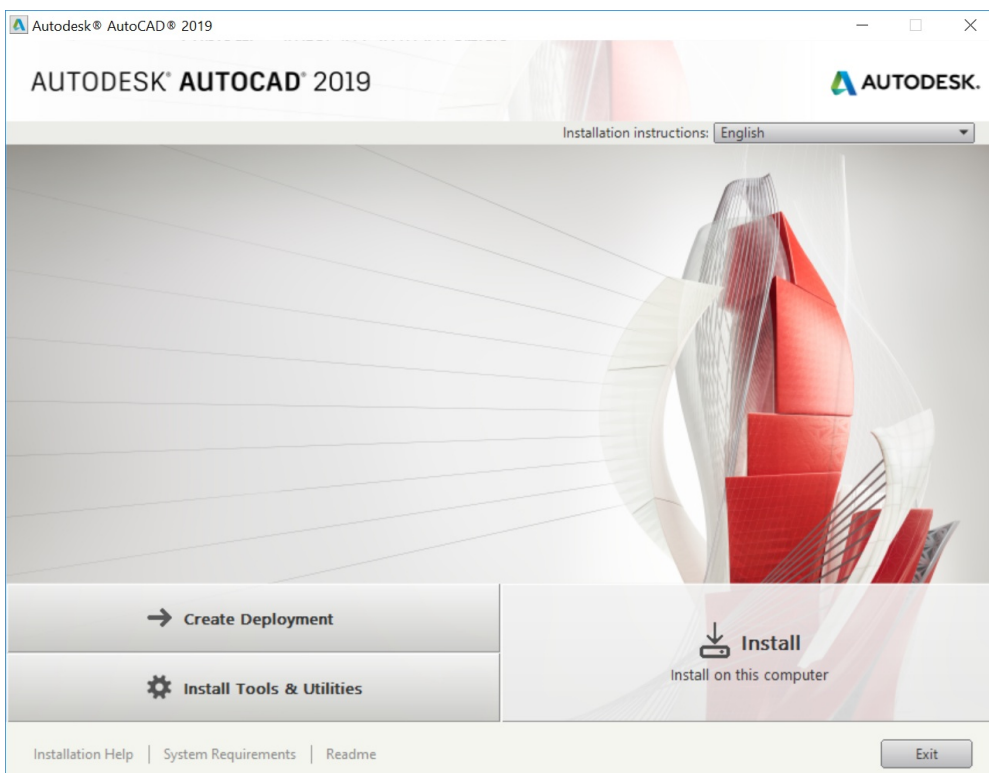 Autodesk® AutoCAD® 2019
AUTODESK® AUTOCAD® 2019
AUTODESK.
Installation instructions: English
Create Deployment
Install Tools & Utilities
Install
Install on this computer
Installation Help | System Requirements | Readme
Exit